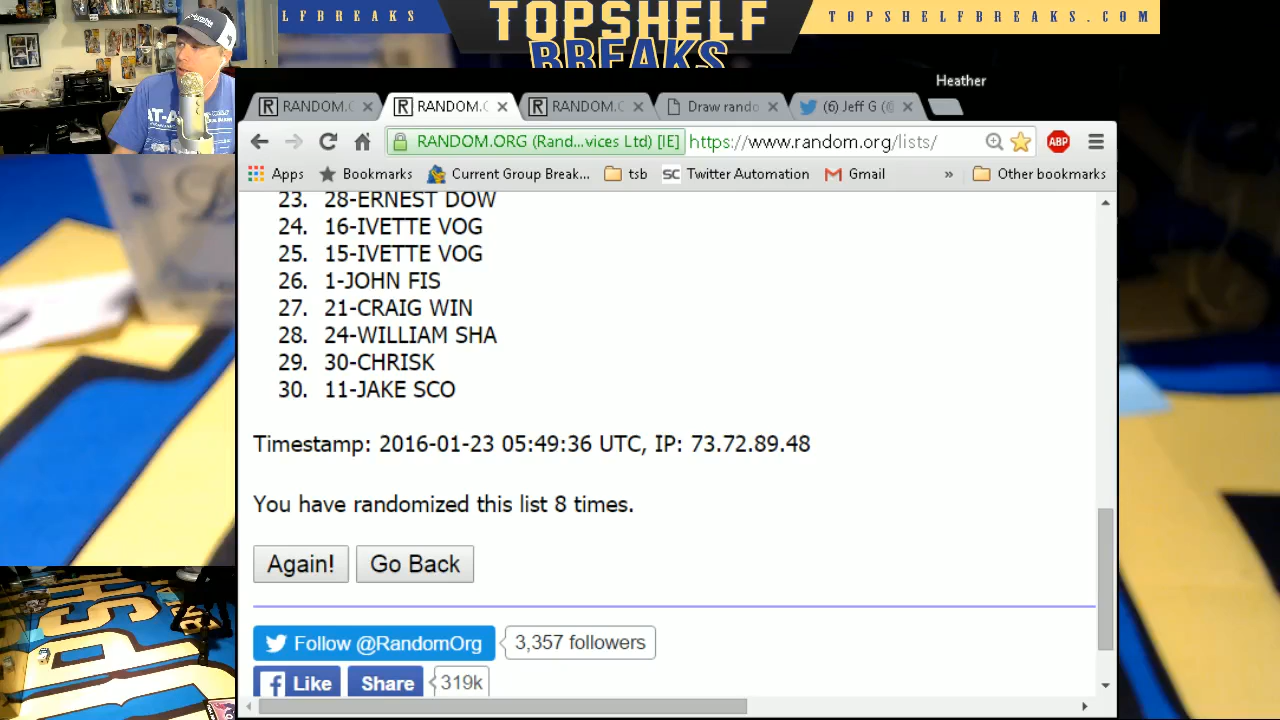 LFBREAKS
TOPSHELF
BREAKS
TOPSHELFBREAKS.COM
Heather
RANDOM.C
RANDOM.C
RANDOM.C
Draw rando
(6) Jeff G (@
RANDOM.ORG (Rand...vices Ltd) [IE]
https://www.random.org/lists/
ABP
Apps
Bookmarks
Current Group Break...
tsb
SC Twitter Automation
Gmail
»
Other bookmarks
23. 28-ERNEST DOW
24. 16-IVETTE VOG
25. 15-IVETTE VOG
26. 1-JOHN FIS
27. 21-CRAIG WIN
28. 24-WILLIAM SHA
29. 30-CHRISK
30. 11-JAKE SCO
Timestamp: 2016-01-23 05:49:36 UTC, IP: 73.72.89.48
You have randomized this list 8 times.
Again!
Go Back
Follow @RandomOrg
3,357 followers
Like
Share
319k